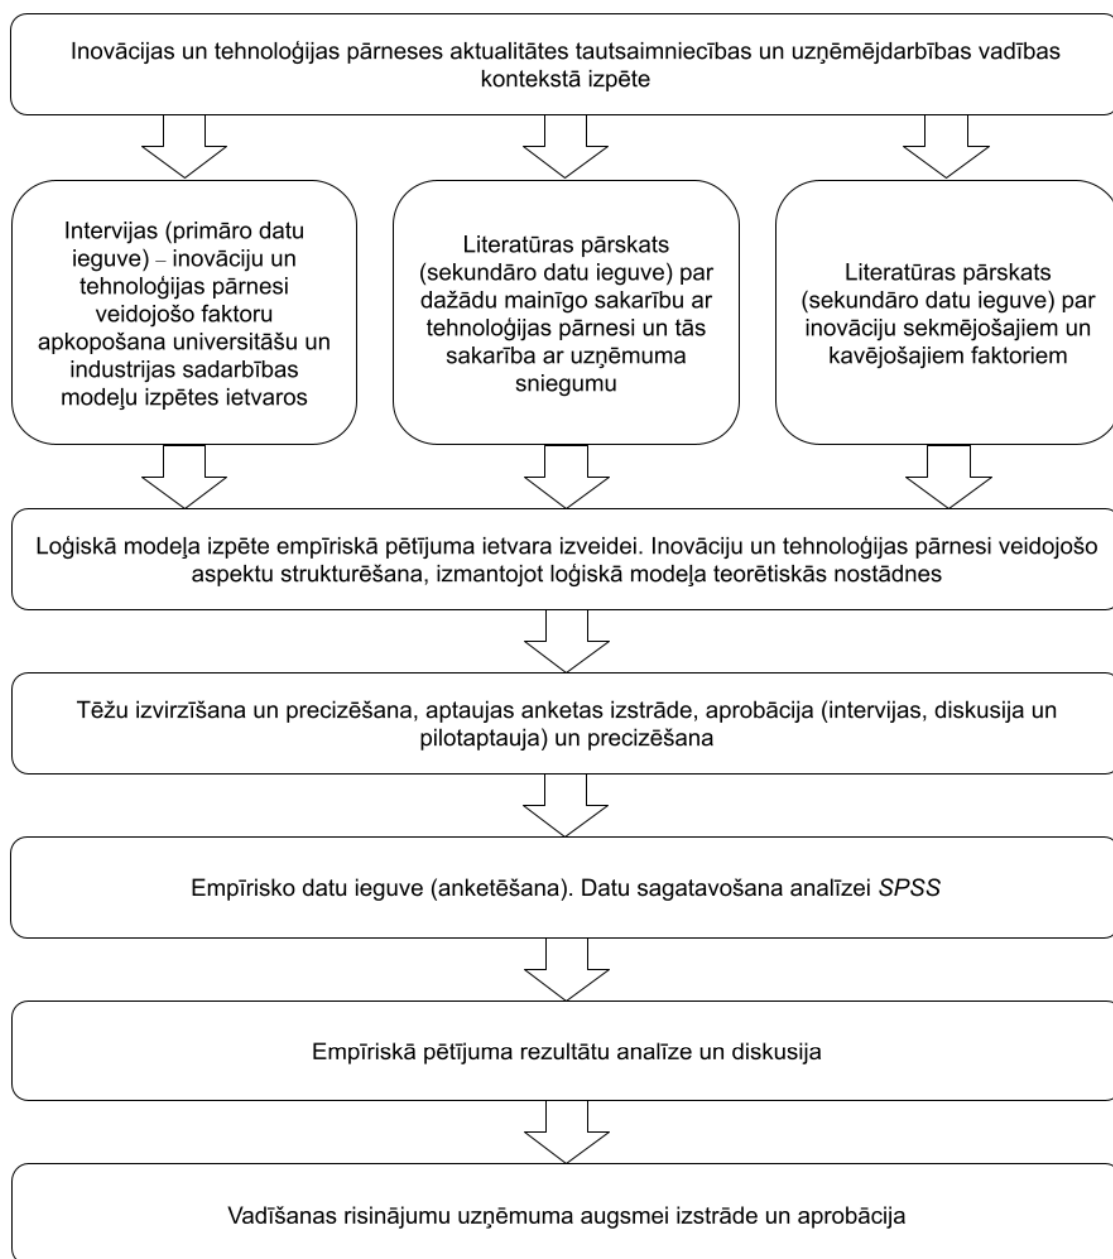 Inovācijas un tehnoloģijas pārneses aktualitātes tautsaimniecības un uzņēmējdarbības vadības
kontekstā izpēte
Intervijas (primāro datu
ieguve) – inovāciju un
tehnoloģijas pārnesi
veidojošo faktoru
apkopošana universitāšu un
industrijas sadarbības
modeļu izpētes ietvaros
Literatūras pārskats
(sekundāro datu ieguve) par
dažādu mainīgo sakarību ar
tehnoloģijas pārnesi un tās
sakarība ar uzņēmuma
sniegumu
Literatūras pārskats
(sekundāro datu ieguve) par
inovāciju sekmējošajiem un
kavējošajiem faktoriem
Loģiskā modeļa izpēte empīriskā pētījuma ietvara izveidei. Inovāciju un tehnoloģijas pārnesi veidojošo
aspektu strukturēšana, izmantojot loģiskā modeļa teorētiskās nostādnes
Tēžu izvirzīšana un precizēšana, aptaujas anketas izstrāde, aprobācija (intervijas, diskusija un
pilotaptauja) un precizēšana
Empīrisko datu ieguve (anketēšana). Datu sagatavošana analīzei SPSS
Empīriskā pētījuma rezultātu analīze un diskusija
Vadīšanas risinājumu uzņēmuma augsmei izstrāde un aprobācija